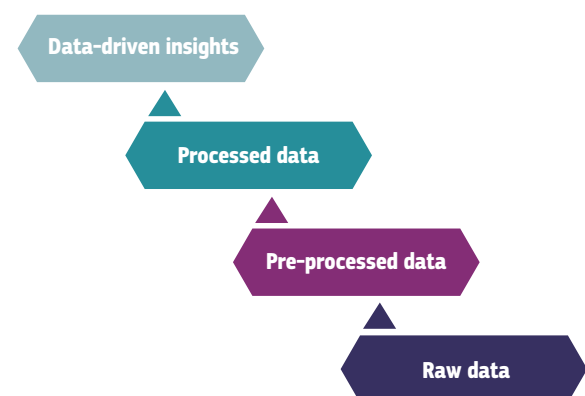 Data-driven insights
Processed data
Pre-processed data
Raw data